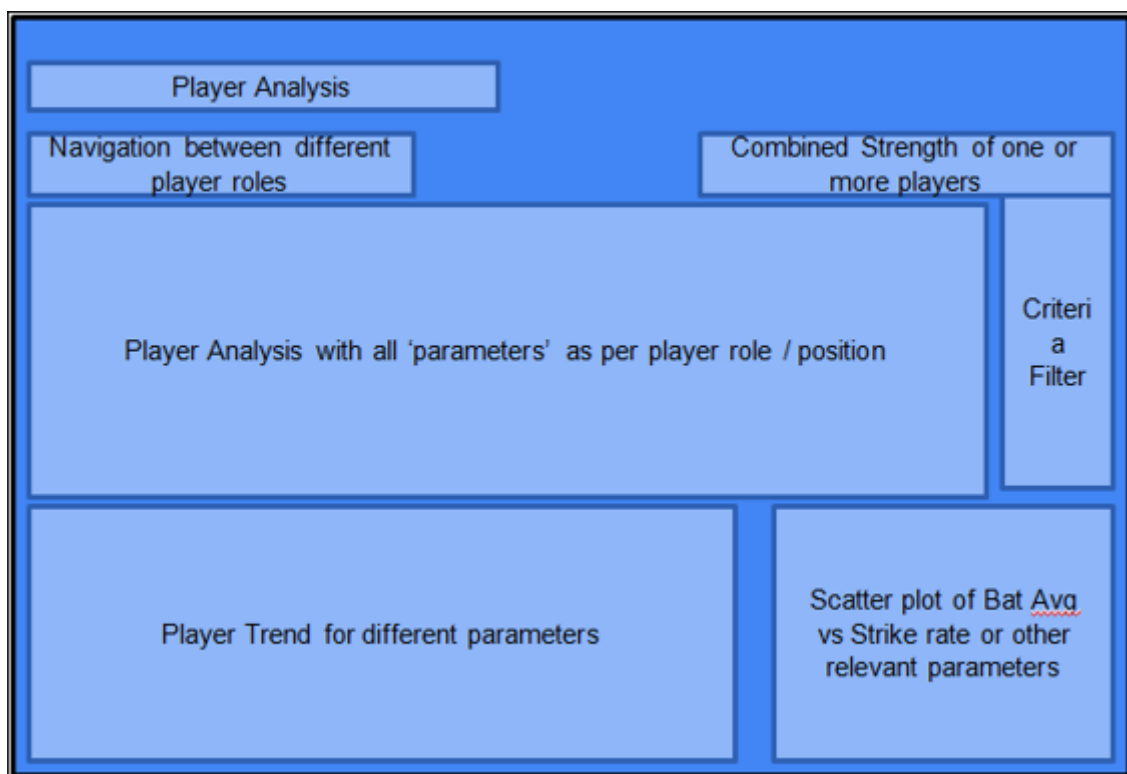 Player Analysis
Navigation between different
player roles
Combined Strength of one or
more players
Player Analysis with all ‘parameters’ as per player role / position
Criteri
a
Filter
Player Trend for different parameters
Scatter plot of Bat Avg
vs Strike rate or other
relevant parameters